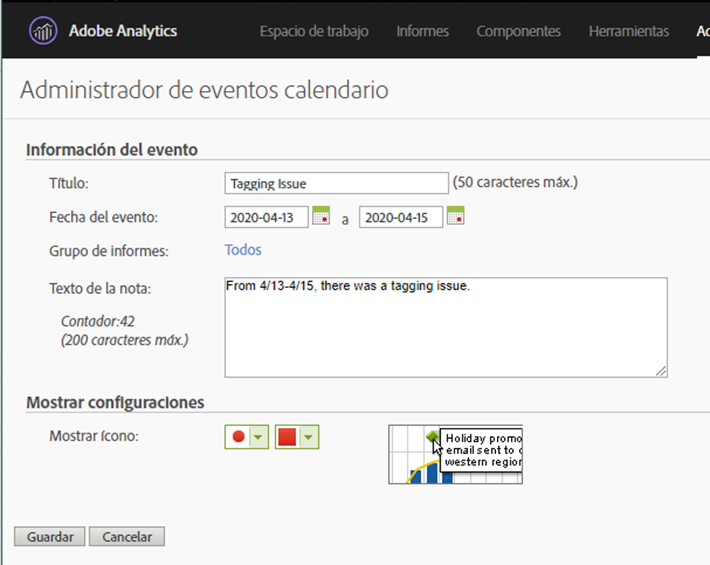 Adobe Analytics Espacio de trabajo Informes Componentes Herramientas
Administrador de eventos calendario
Información del evento
Título: Tagging Issue (50 caracteres máx.)
Fecha del evento: 2020-04-13 a 2020-04-15
Grupo de informes: Todos
Texto de la nota: From 4/13-4/15, there was a tagging issue.
Contador:42
(200 caracteres máx.)
Mostrar configuraciones
Mostrar ícono:
Holiday promo
email sent to
western region
Guardar Cancelar